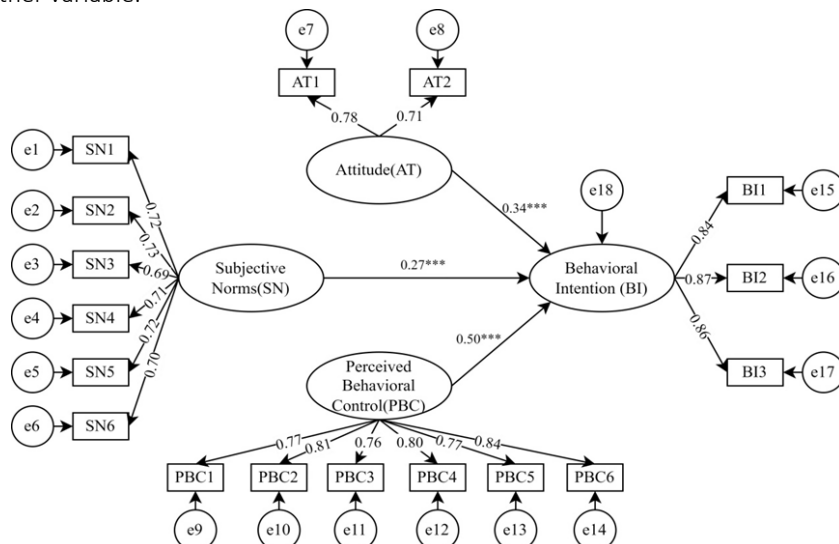 ther variable.
e7
e8
AT1
AT2
0.78
0.71
e1
SN1
Attitude(AT)
e18
BI1
e15
0.72
0.34***
e2
SN2
0.84
0.73
e3
SN3
0.69
Subjective
Norms(SN)
0.27***
Behavioral
Intention (BI)
0.87
BI2
e16
e4
SN4
0.71
0.86
0.72
0.50***
e5
SN5
0.70
Perceived
Behavioral
Control(PBC)
BI3
e17
e6
SN6
0.77
0.81
0.76
0.80
0.77
0.84
PBC1
PBC2
PBC3
PBC4
PBC5
PBC6
e9
e10
e11
e12
e13
e14